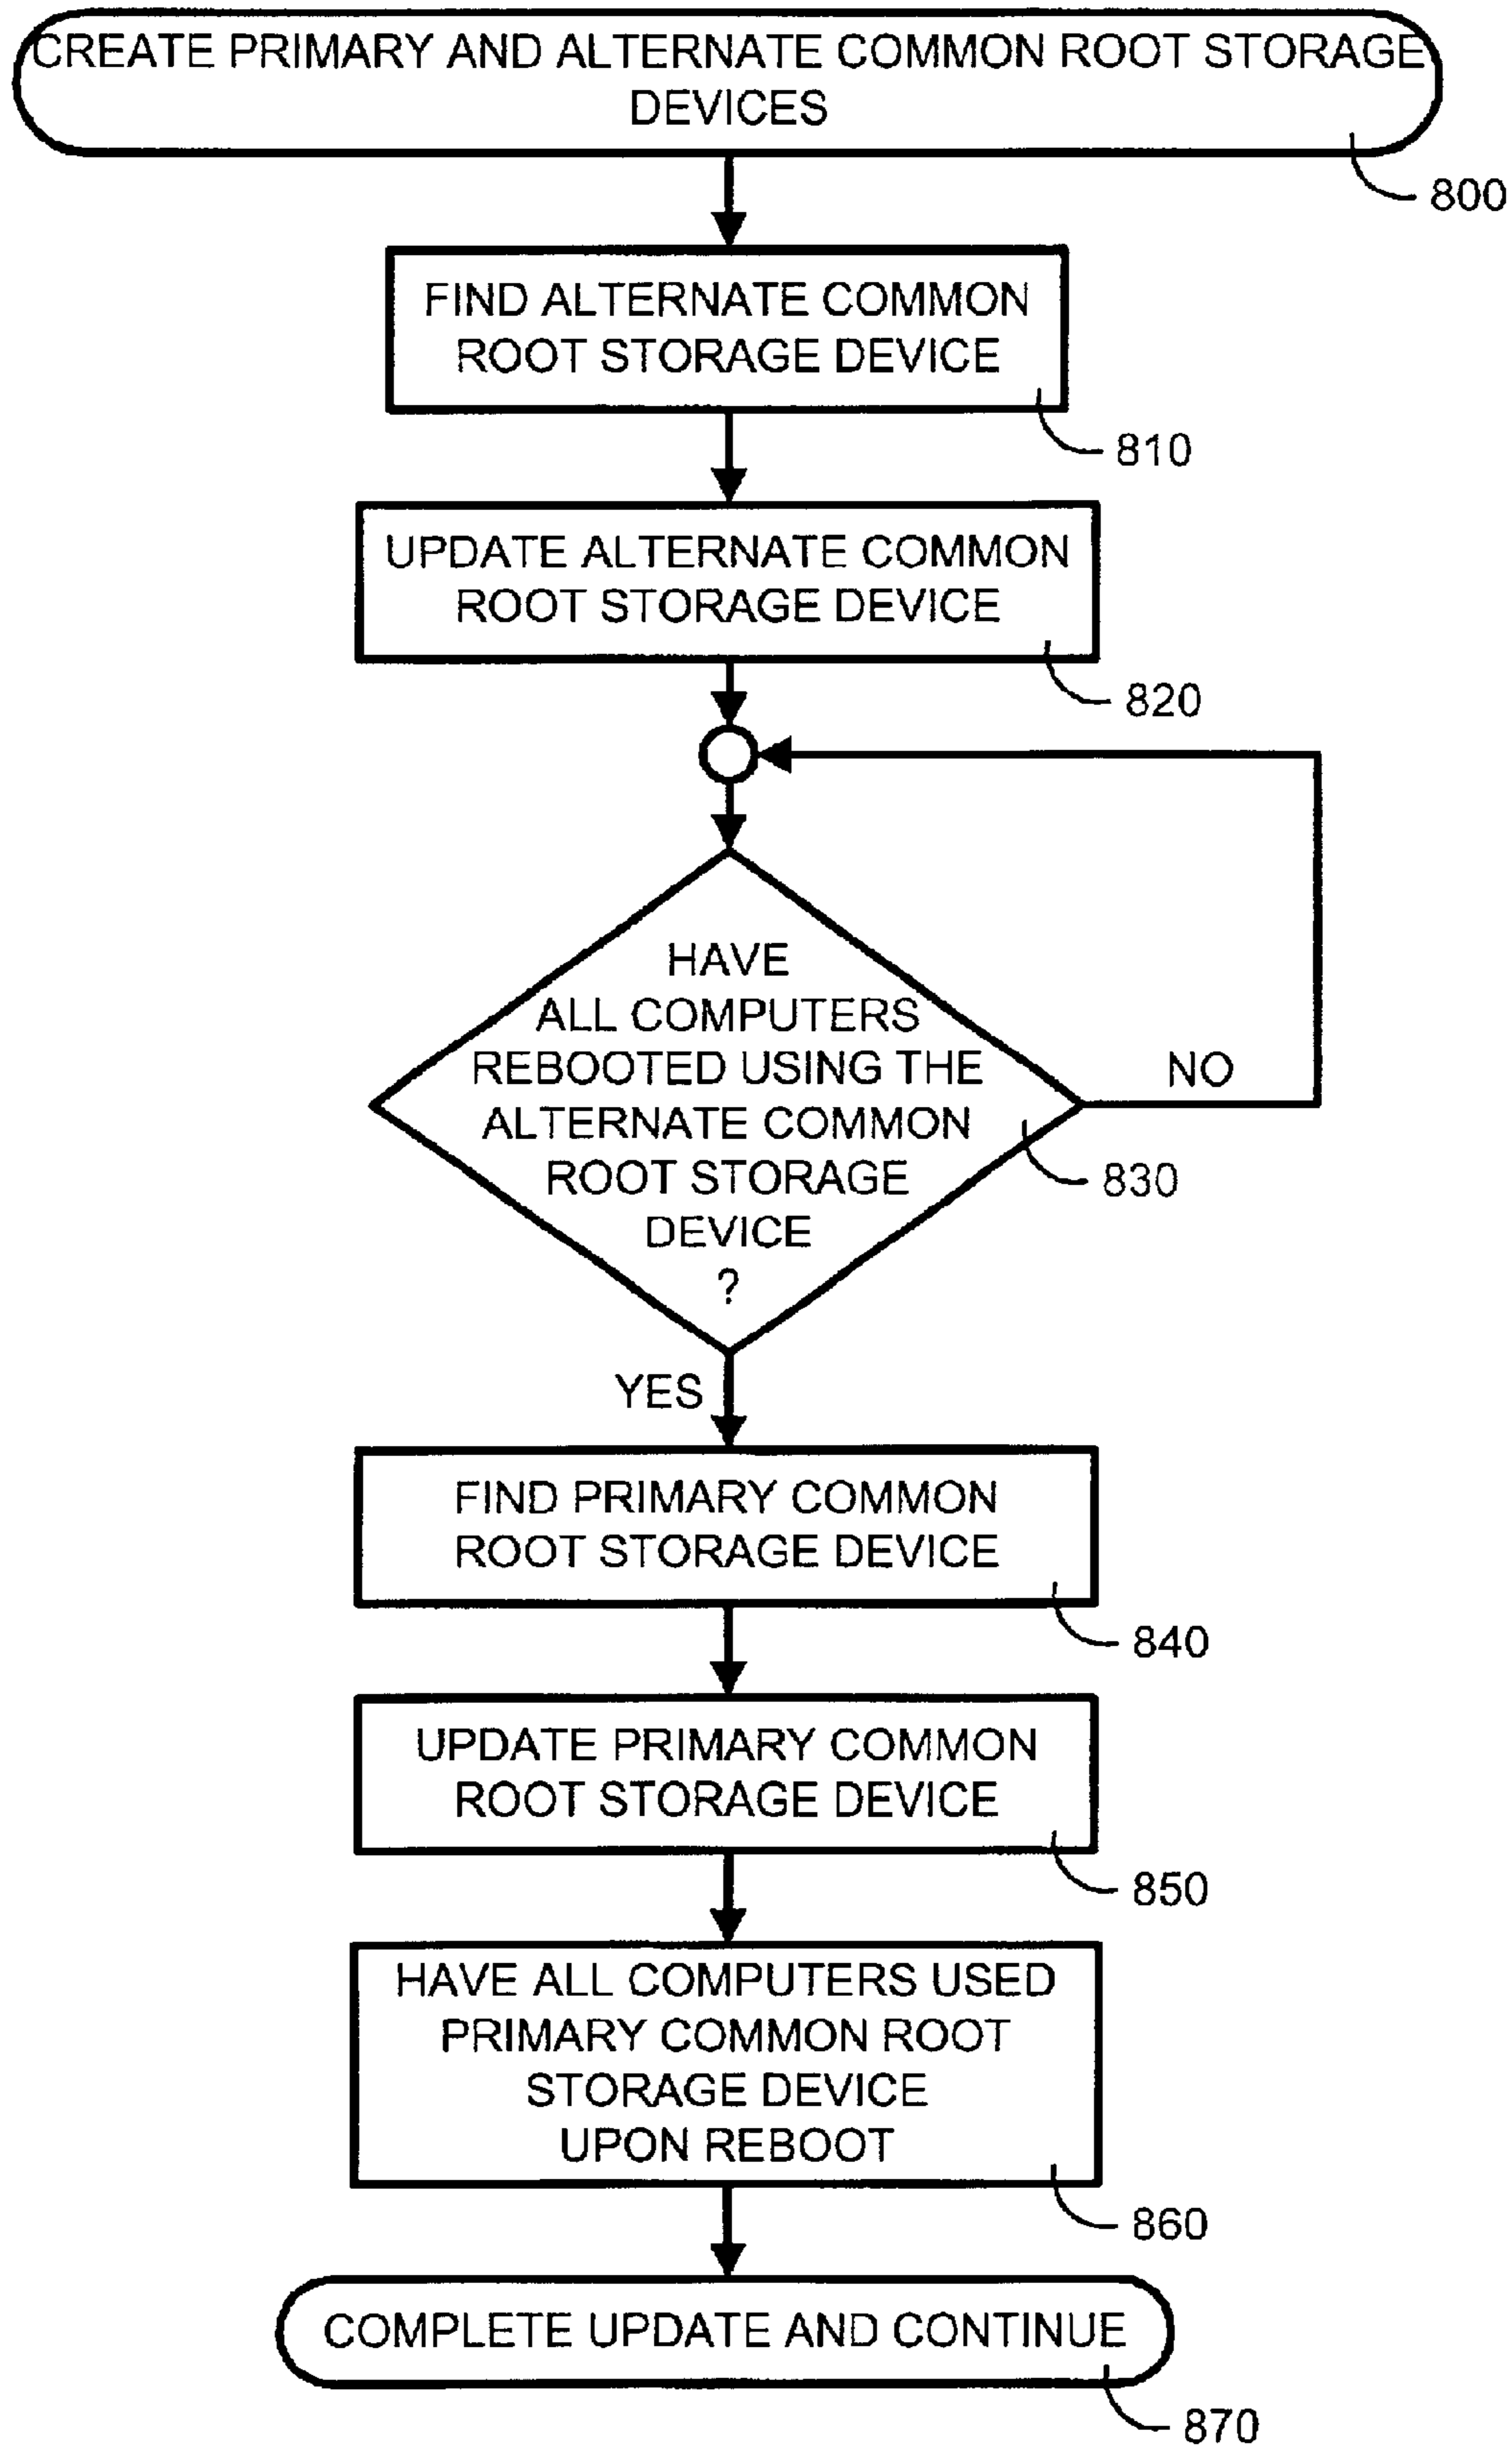 CREATE PRIMARY AND ALTERNATE COMMON ROOT STORAGE
DEVICES
800
FIND ALTERNATE COMMON
ROOT STORAGE DEVICE
810
UPDATE ALTERNATE COMMON
ROOT STORAGE DEVICE
820
HAVE
ALL COMPUTERS
REBOOTED USING THE
ALTERNATE COMMON
ROOT STORAGE
DEVICE
?
NO
830
YES
FIND PRIMARY COMMON
ROOT STORAGE DEVICE
840
UPDATE PRIMARY COMMON
ROOT STORAGE DEVICE
850
HAVE ALL COMPUTERS USED
PRIMARY COMMON ROOT
STORAGE DEVICE
UPON REBOOT
860
COMPLETE UPDATE AND CONTINUE
870